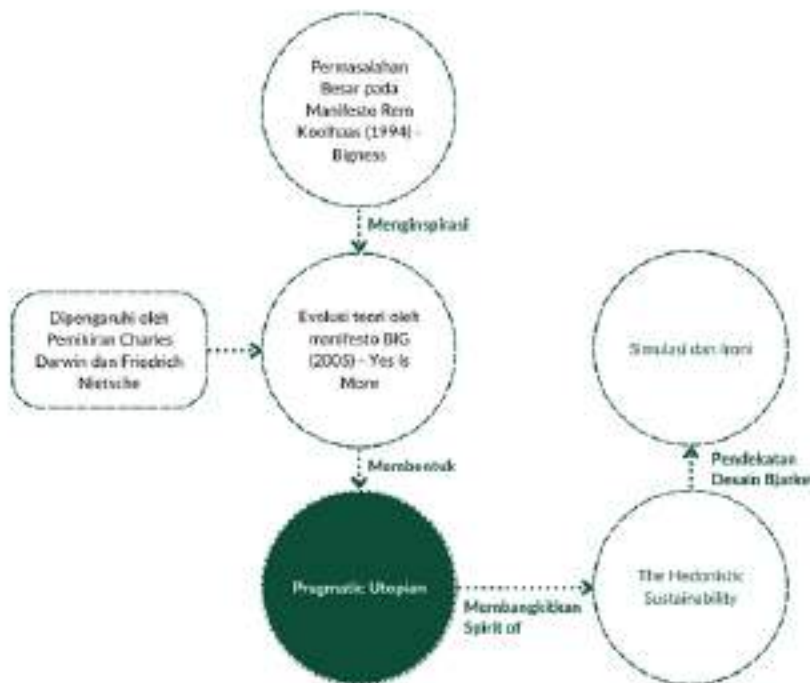 Permasalahan
Besar pada
Manifesto Rem
Koolhaas (1994) -
Bigness
Menginspirasi
Dipengaruhi oleh
Pemikiran Charles
Darwin dan Friedrich
Nietsche
Evolusi teori oleh
manifesto BIG
(2005) - Yes is
More
Simulasi dan Ironi
Membentuk
Pendekatan
Desain Bjarke
Pragmatic Utopian
Membangkitkan
Spirit of
The Hedonistic
Sustainability